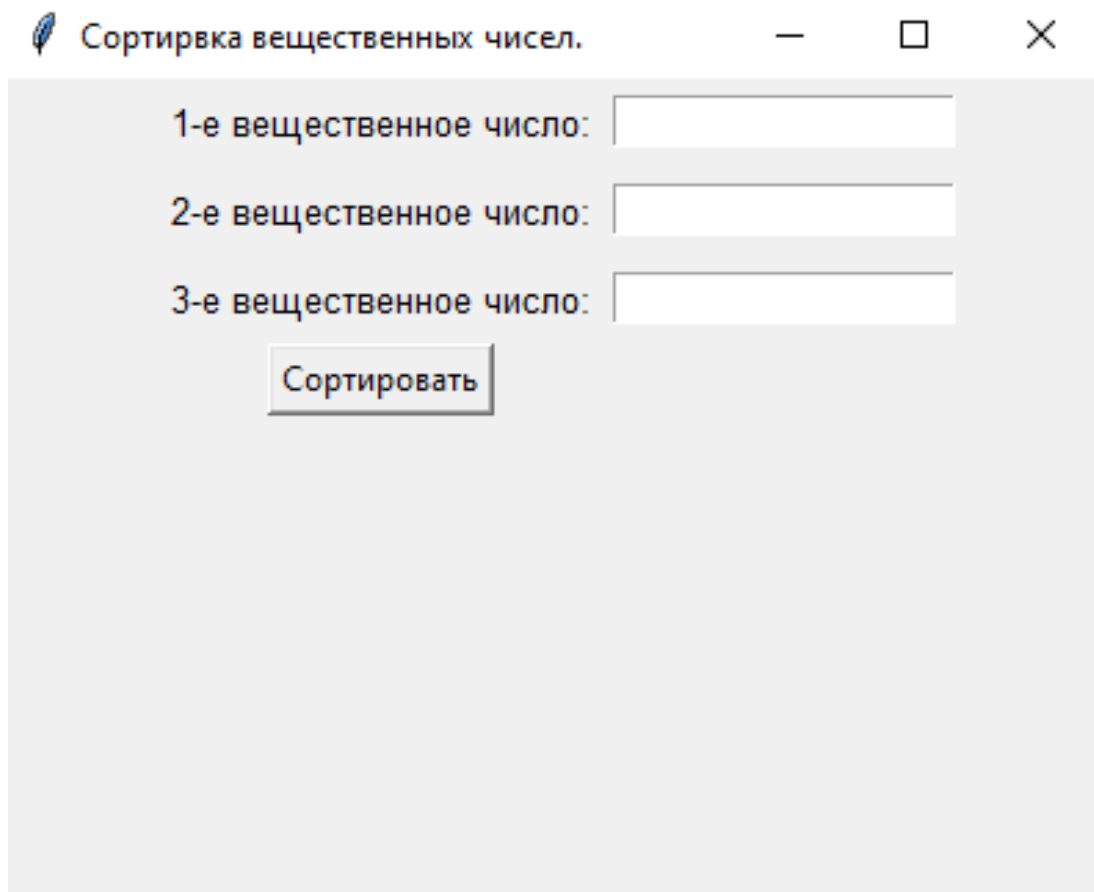 Сортирвка вещественных чисел.
1-е вещественное число:
2-е вещественное число:
3-е вещественное число:
Сортировать